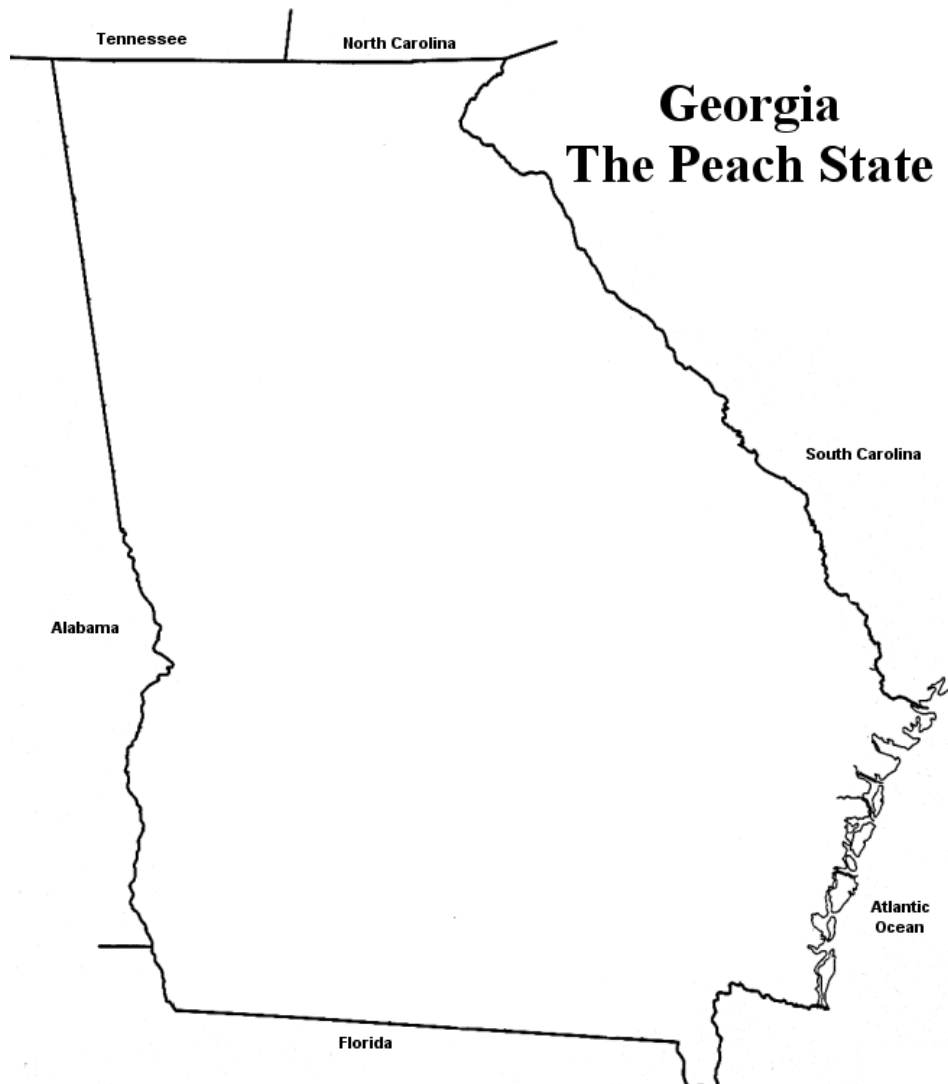 Tennessee
North Carolina
Georgia
The Peach State
South Carolina
Alabama
Atlantic
Ocean
Florida